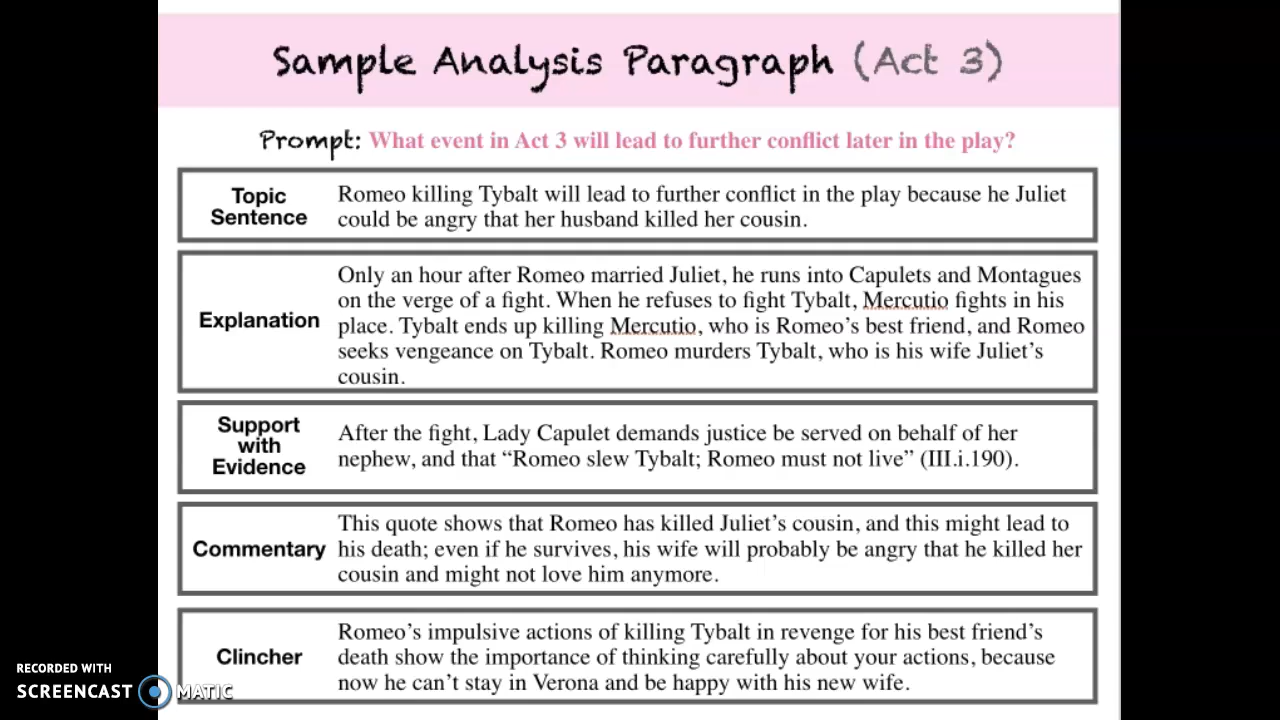 Sample Analysis Paragraph (Act 3)
Prompt: What event in Act 3 will lead to further conflict later in the play?
Topic
Sentence
Romeo killing Tybalt will lead to further conflict in the play because he Juliet
could be angry that her husband killed her cousin.
Explanation
Only an hour after Romeo married Juliet, he runs into Capulets and Montagues
on the verge of a fight. When he refuses to fight Tybalt, Mercutio fights in his
place. Tybalt ends up killing Mercutio, who is Romeo’s best friend, and Romeo
seeks vengeance on Tybalt. Romeo murders Tybalt, who is his wife Juliet’s
cousin.
Support
with
Evidence
After the fight, Lady Capulet demands justice be served on behalf of her
nephew, and that “Romeo slew Tybalt; Romeo must not live” (III.i.190).
Commentary
This quote shows that Romeo has killed Juliet’s cousin, and this might lead to
his death; even if he survives, his wife will probably be angry that he killed her
cousin and might not love him anymore.
Clincher
Romeo’s impulsive actions of killing Tybalt in revenge for his best friend’s
death show the importance of thinking carefully about your actions, because
now he can’t stay in Verona and be happy with his new wife.
RECORDED WITH
SCREENCAST MATIC